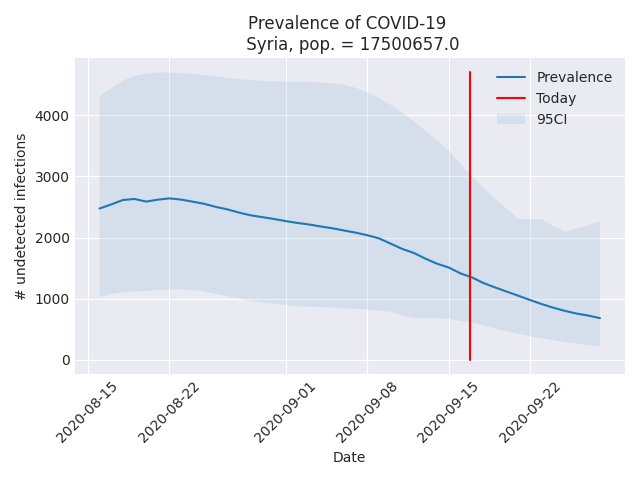 Prevalence of COVID-19
Syria, pop. = 17500657.0
Prevalence
Today
95CI
# undetected infections
4000
3000
2000
1000
0
2020-08-15
2020-08-22
2020-09-01
2020-09-08
2020-09-15
2020-09-22
Date